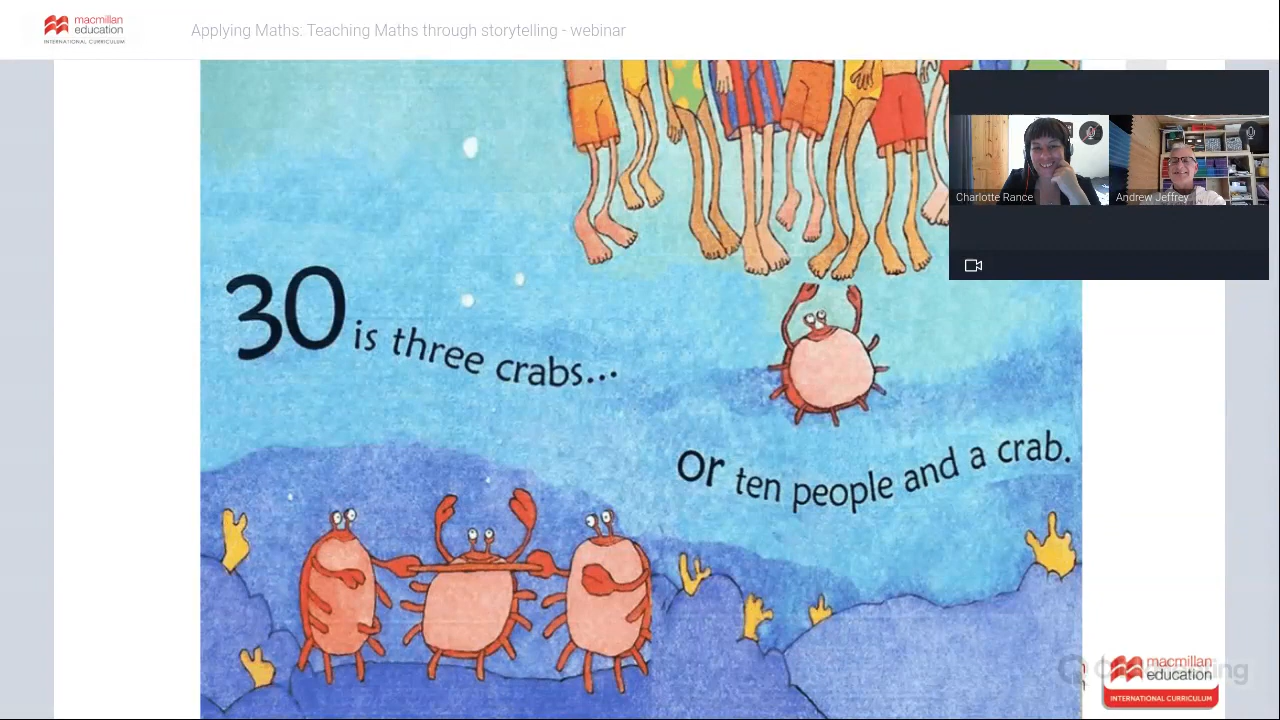 macmillan
education
INTERNATIONAL CURRICULUM
Applying Maths: Teaching Maths through storytelling - webinar
Charlotte Rance
Andrew Jeffrey
30 is three crabs...
Or ten people and a crab.
macmillan
education
INTERNATIONAL CURRICULUM